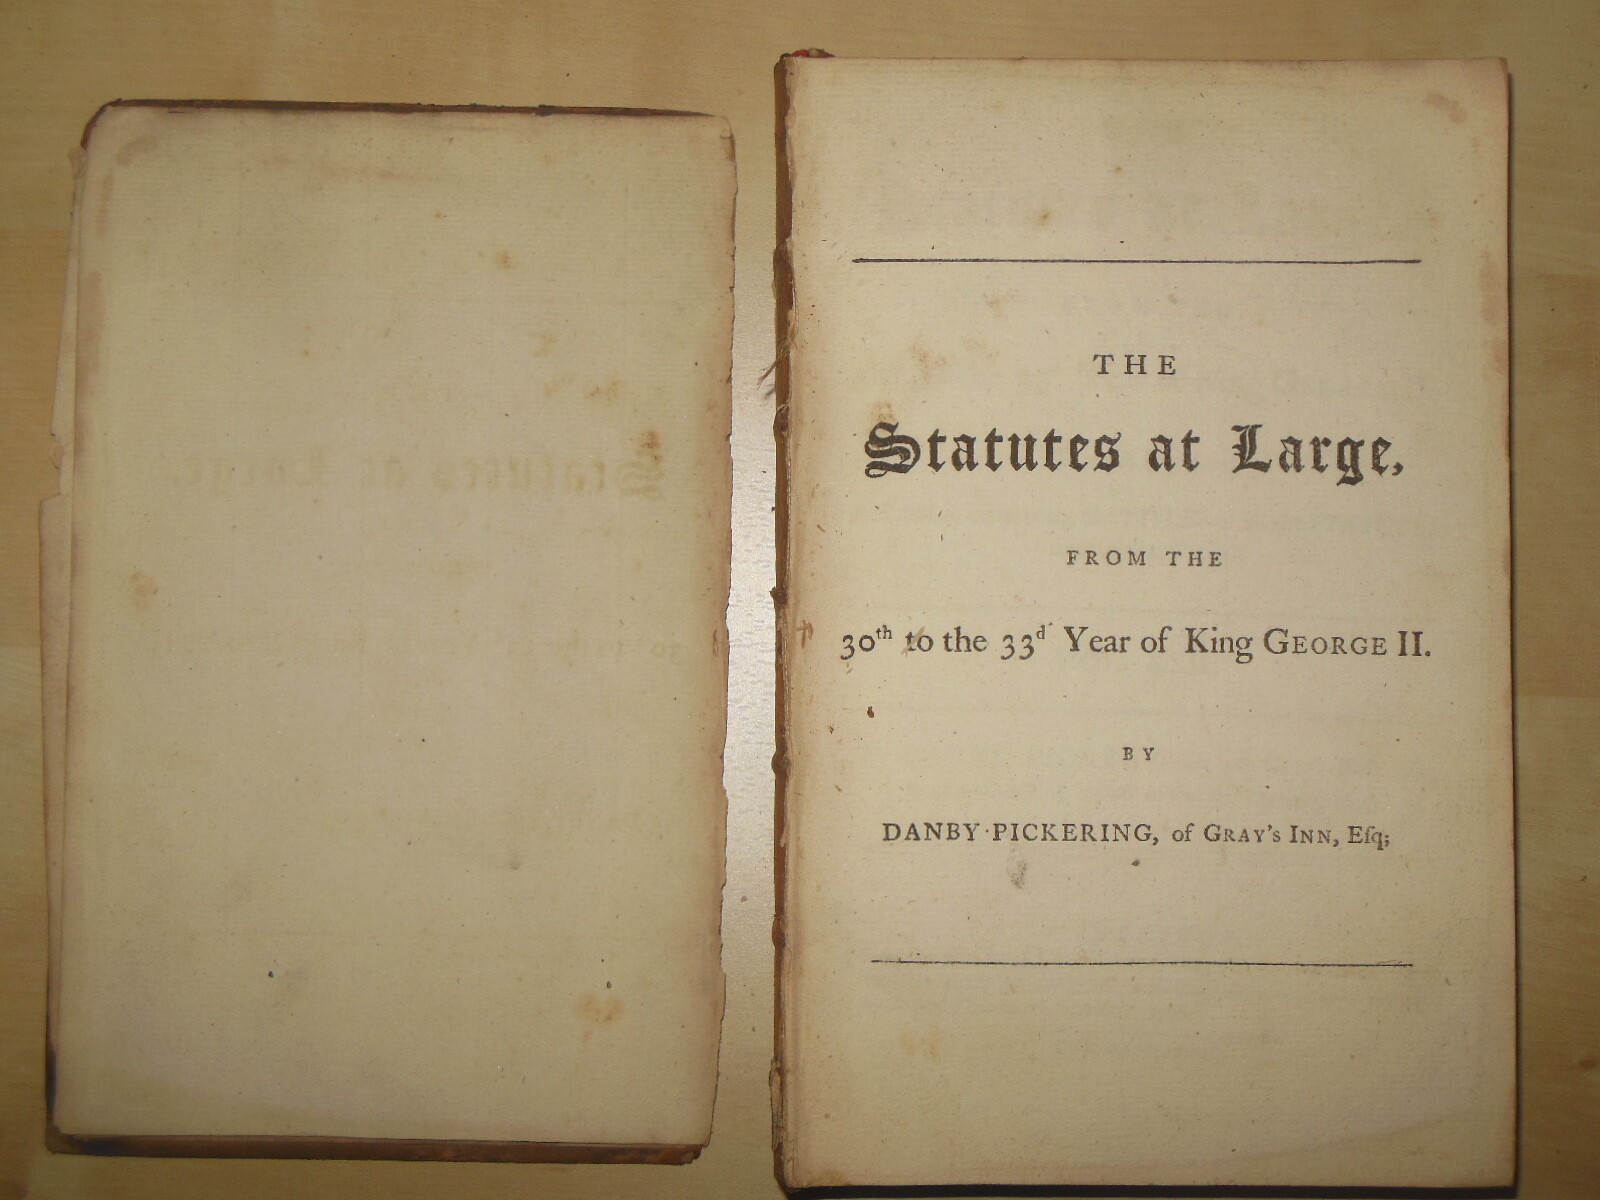 THE
Statutes at Large,
FROM THE
30th to the 33d Year of King GEORGE II.
BY
DANBY PICKERING, of GRAY'S INN, Eſq;